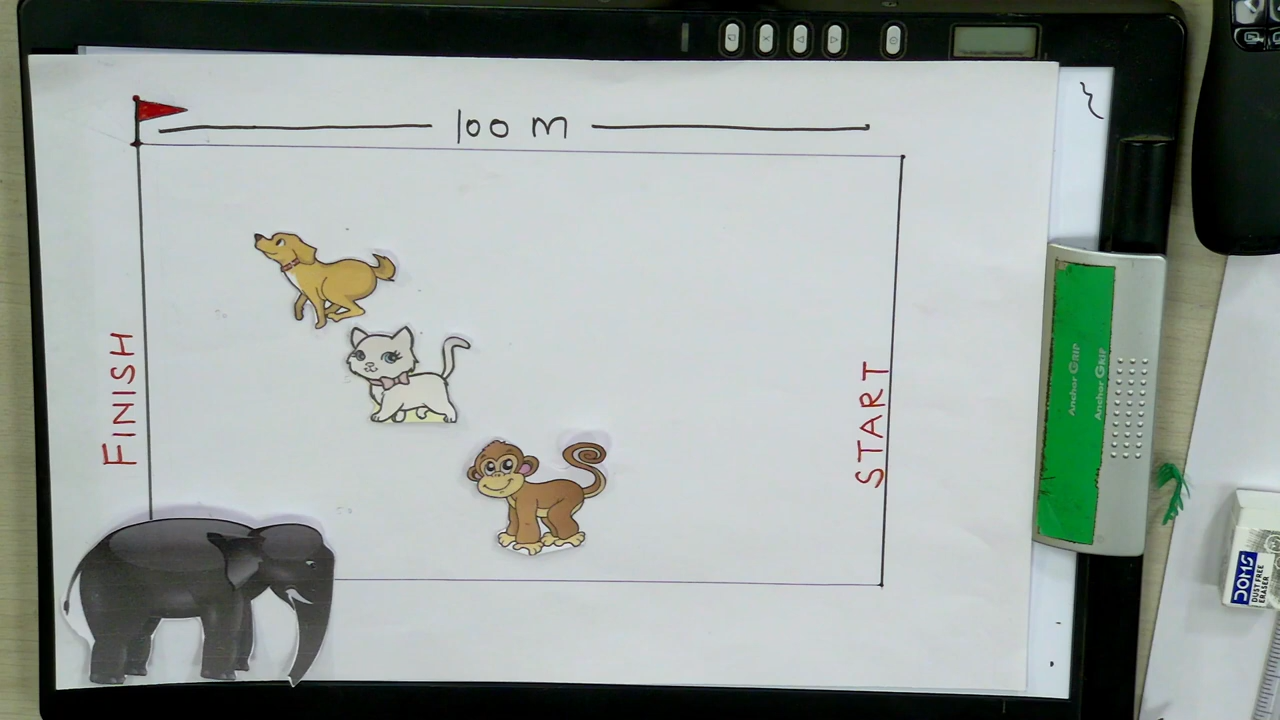 100 m
FINISH
START
Anchor GRIP
Anchor GRIP
DOMS
DUST FREE
ERASER